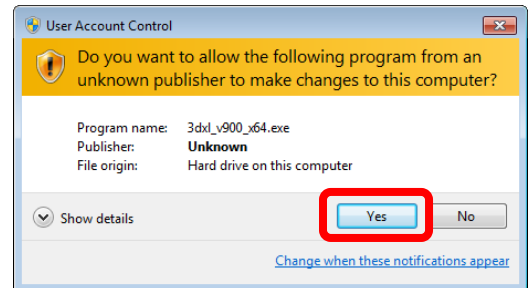 User Account Control
Do you want to allow the following program from an
unknown publisher to make changes to this computer?
Program name: 3dxl_v900_x64.exe
Publisher: Unknown
File origin: Hard drive on this computer
Show details Yes No
Change when these notifications appear